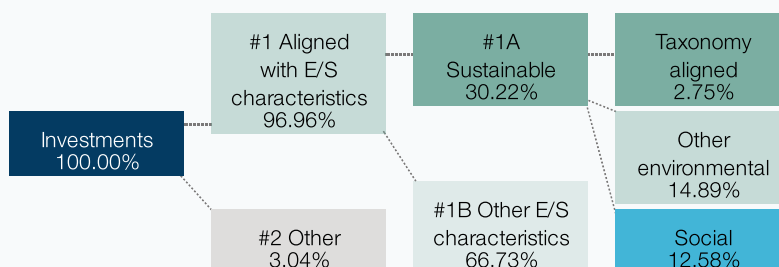 Investments
100.00%
#1 Aligned
with E/S
characteristics
96.96%
#2 Other
3.04%
#1A
Sustainable
30.22%
#1B Other E/S
characteristics
66.73%
Taxonomy
aligned
2.75%
Other
environmental
14.89%
Social
12.58%